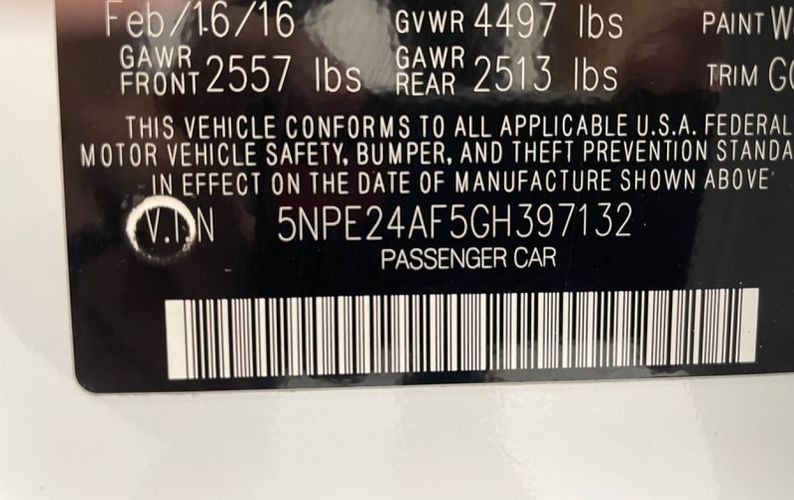 Feb/16/16 GVWR 4497 lbs PAINT
GAWR FRONT 2557 lbs GAWR REAR 2513 lbs TRIM
THIS VEHICLE CONFORMS TO ALL APPLICABLE U.S.A. FEDERAL
MOTOR VEHICLE SAFETY, BUMPER, AND THEFT PREVENTION STANDA
IN EFFECT ON THE DATE OF MANUFACTURE SHOWN ABOVE
V.I.N 5NPE24AF5GH397132
PASSENGER CAR